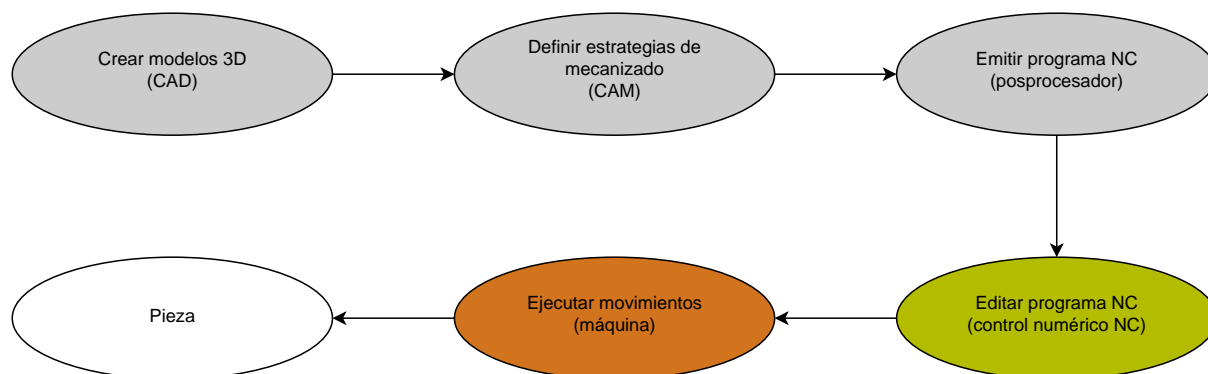 Crear modelos 3D
(CAD)
Definir estrategias de
mecanizado
(CAM)
Emitir programa NC
(posprocesador)
Pieza
Ejecutar movimientos
(máquina)
Editar programa NC
(control numérico NC)